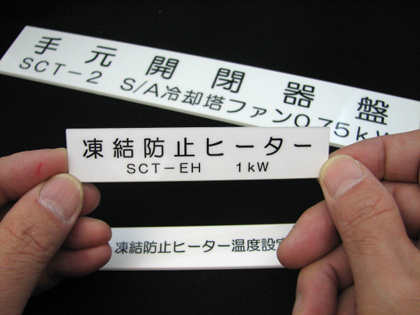 手元開閉器盤
SCT-2 S/A冷却塔ファン0.75kW
凍結防止ヒーター
SCT-EH 1kW
凍結防止ヒーター温度設定